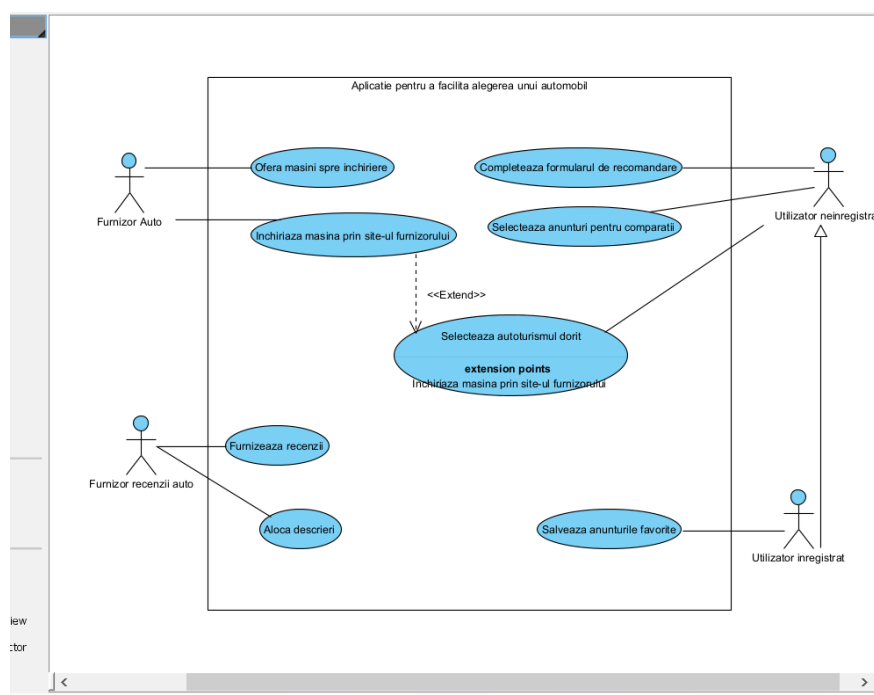 Aplicatie pentru a facilita alegerea unui automobil
Ofera masini spre inchiriere
Completeaza formularul de recomandare
Furnizor Auto
Utilizator neinregistra
Inchiriaza masina prin site-ul furnizorului
Selecteaza anunturi pentru comparatii
<<Extend>>
Selecteaza autoturismul dorit
extension points
Inchiriaza masina prin site-ul furnizorului
Furnizeaza recenzii
Furnizor recenzii auto
Aloca descrieri
Salveaza anunturile favorite
Utilizator inregistrat
iew
ctor